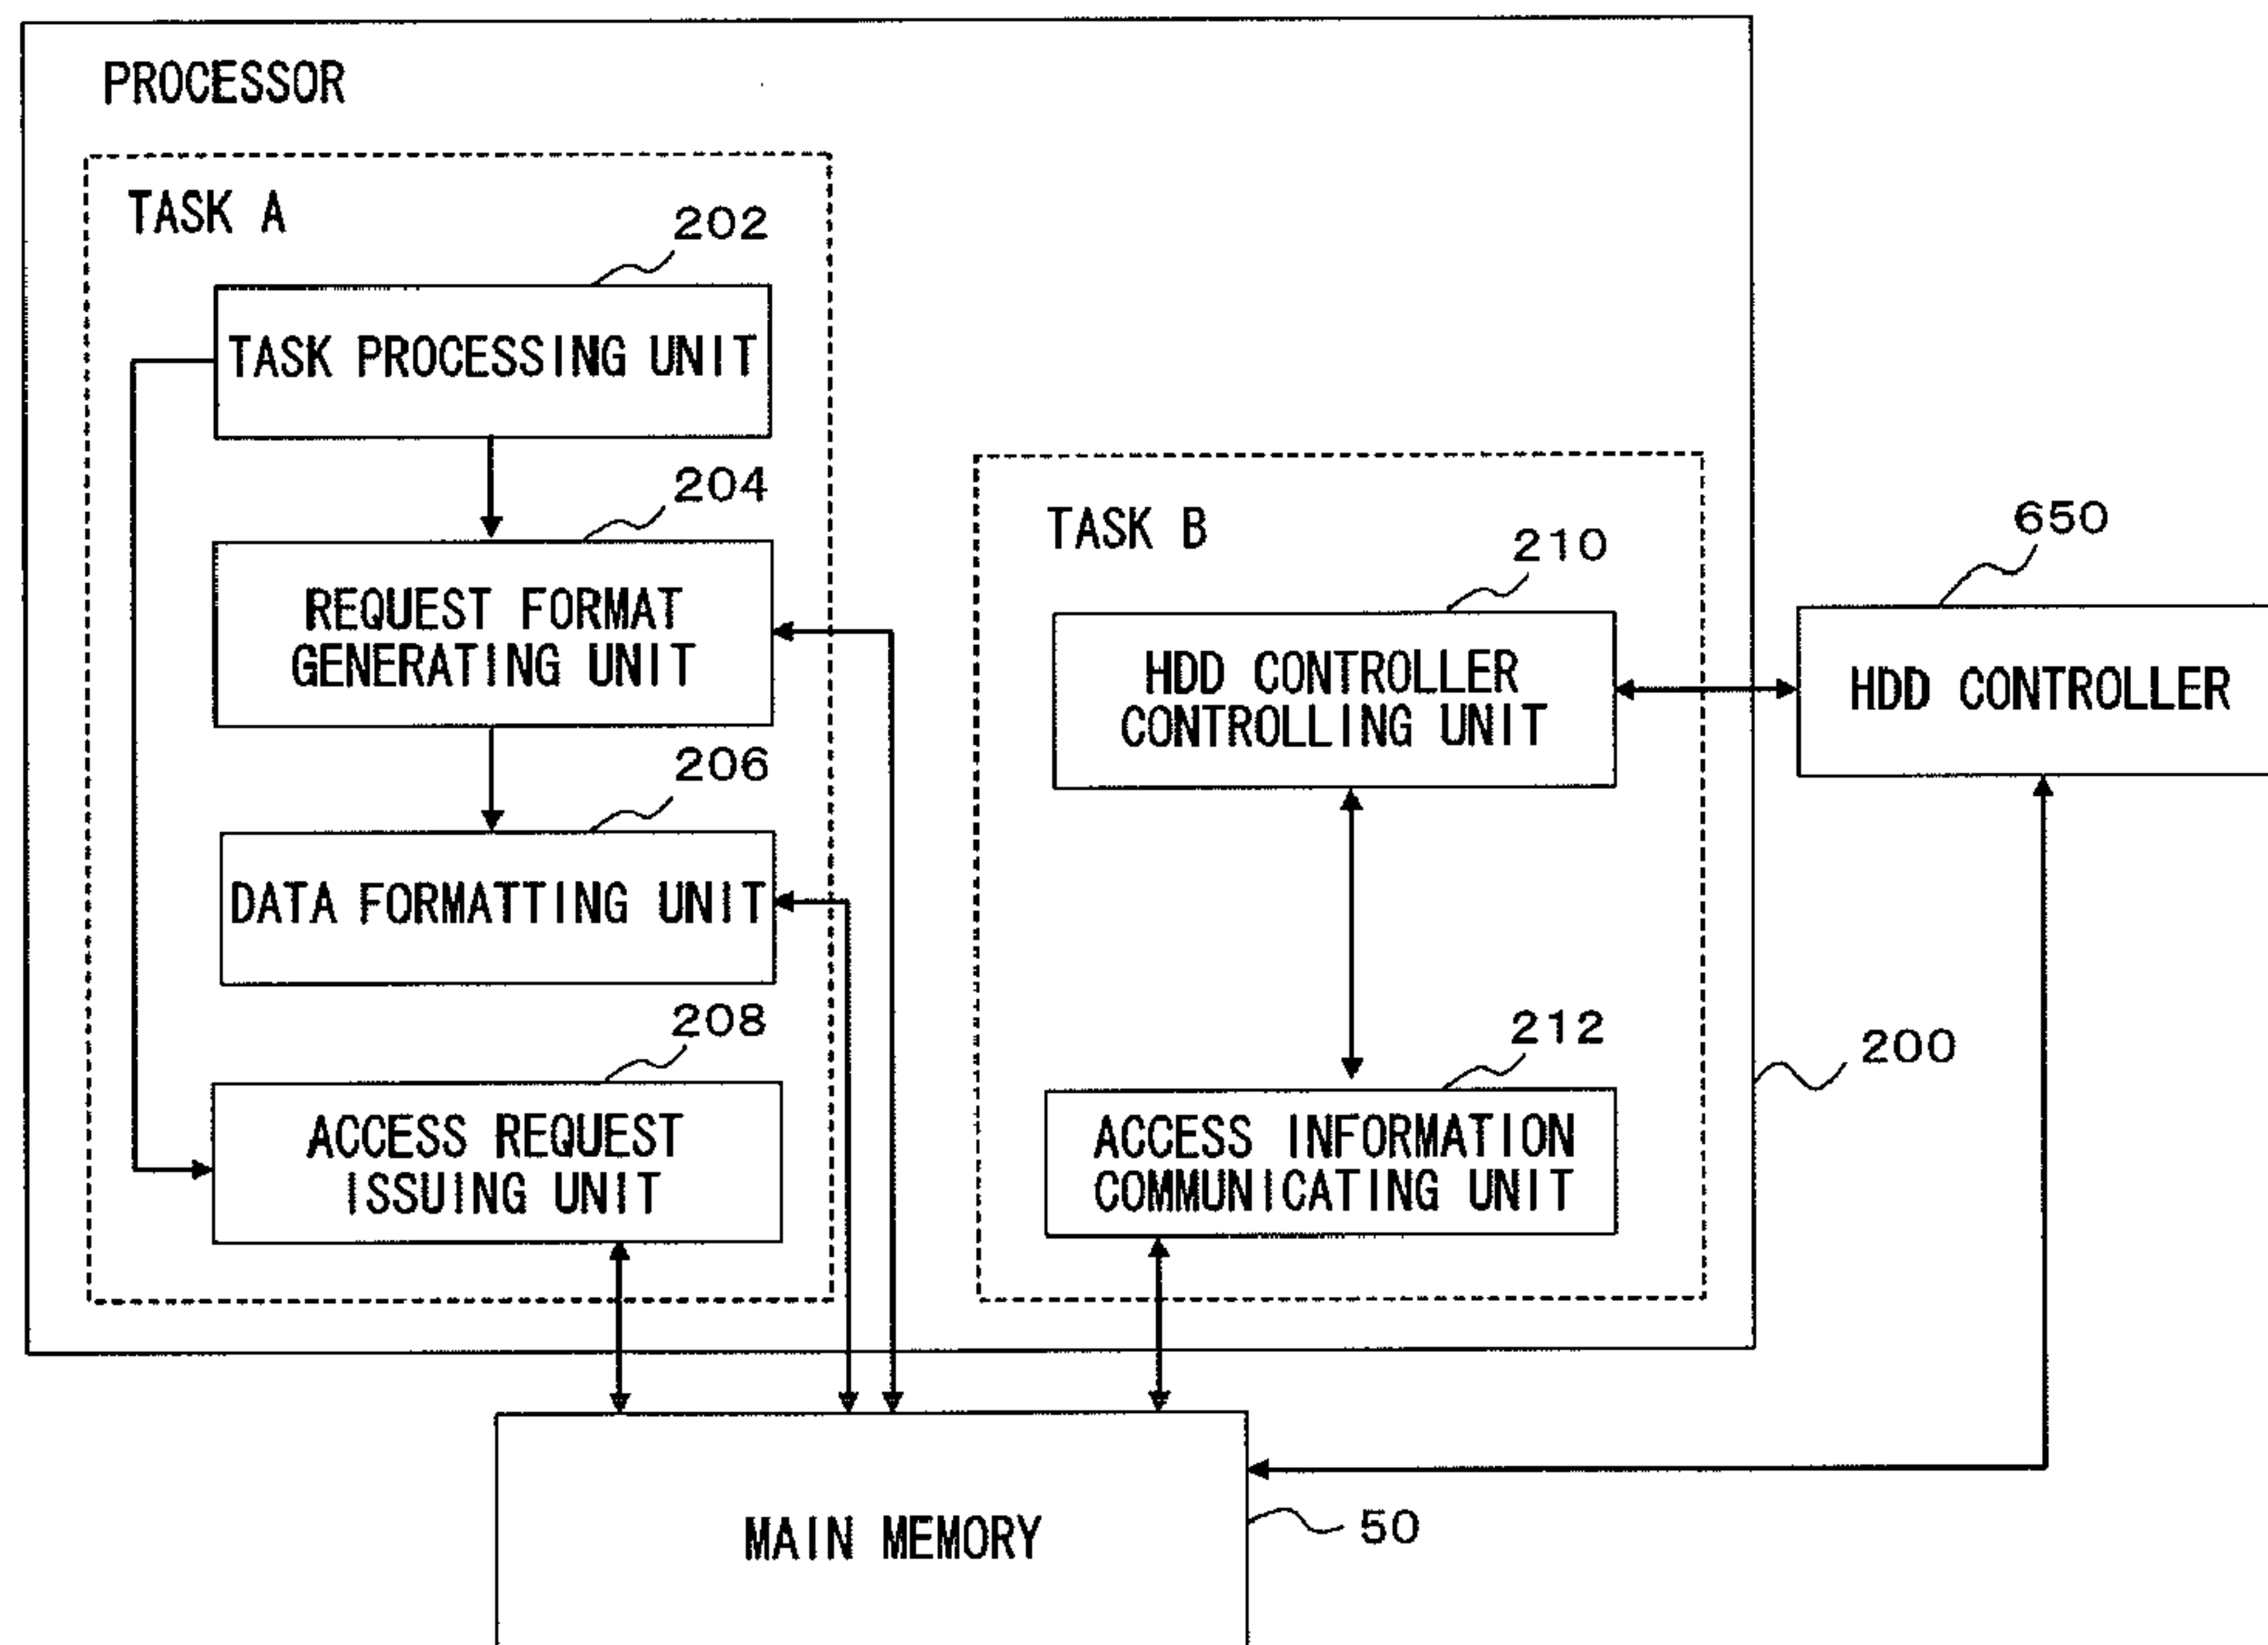 PROCESSOR
TASK A
202
TASK PROCESSING UNIT
204
REQUEST FORMAT
GENERATING UNIT
206
DATA FORMATTING UNIT
208
ACCESS REQUEST
ISSUING UNIT
TASK B
210
HDD CONTROLLER
CONTROLLING UNIT
212
ACCESS INFORMATION
COMMUNICATING UNIT
650
HDD CONTROLLER
200
MAIN MEMORY
50